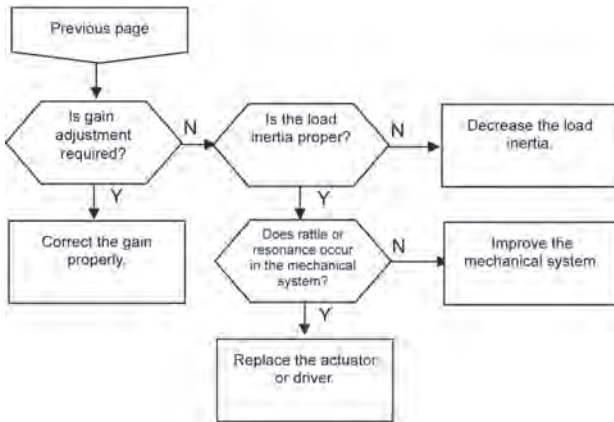 Previous page
Is gain
adjustment
required?
N
Is the load
inertia proper?
N
Decrease the load
inertia.
Y
Y
Correct the gain
properly.
Does rattle or
resonance occur
in the mechanical
system?
N
Improve the
mechanical system
Y
Replace the actuator
or driver.